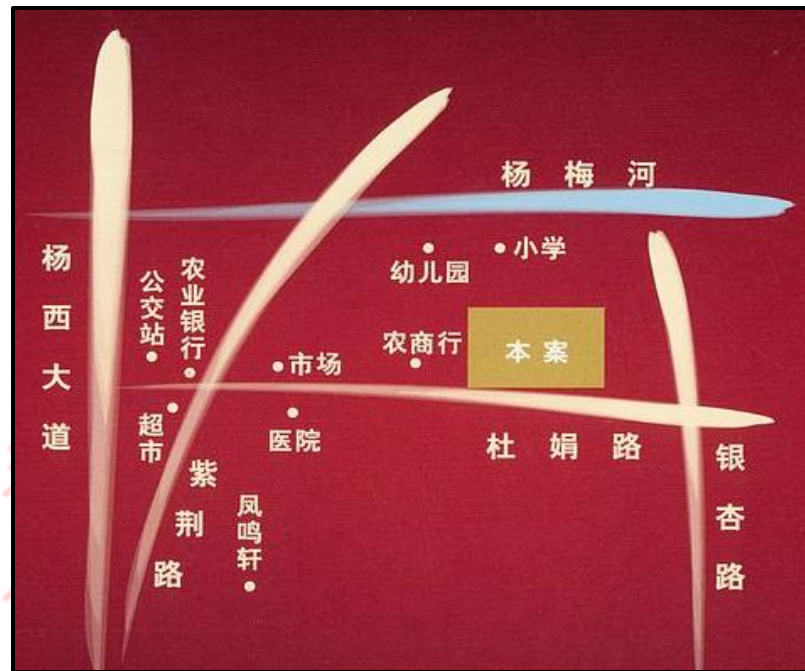 杨梅河
杨西大道
公交站
农业银行
幼儿园
小学
市场
农商行
本案
超市
医院
杜娟路
紫荆路
凤鸣轩
银杏路